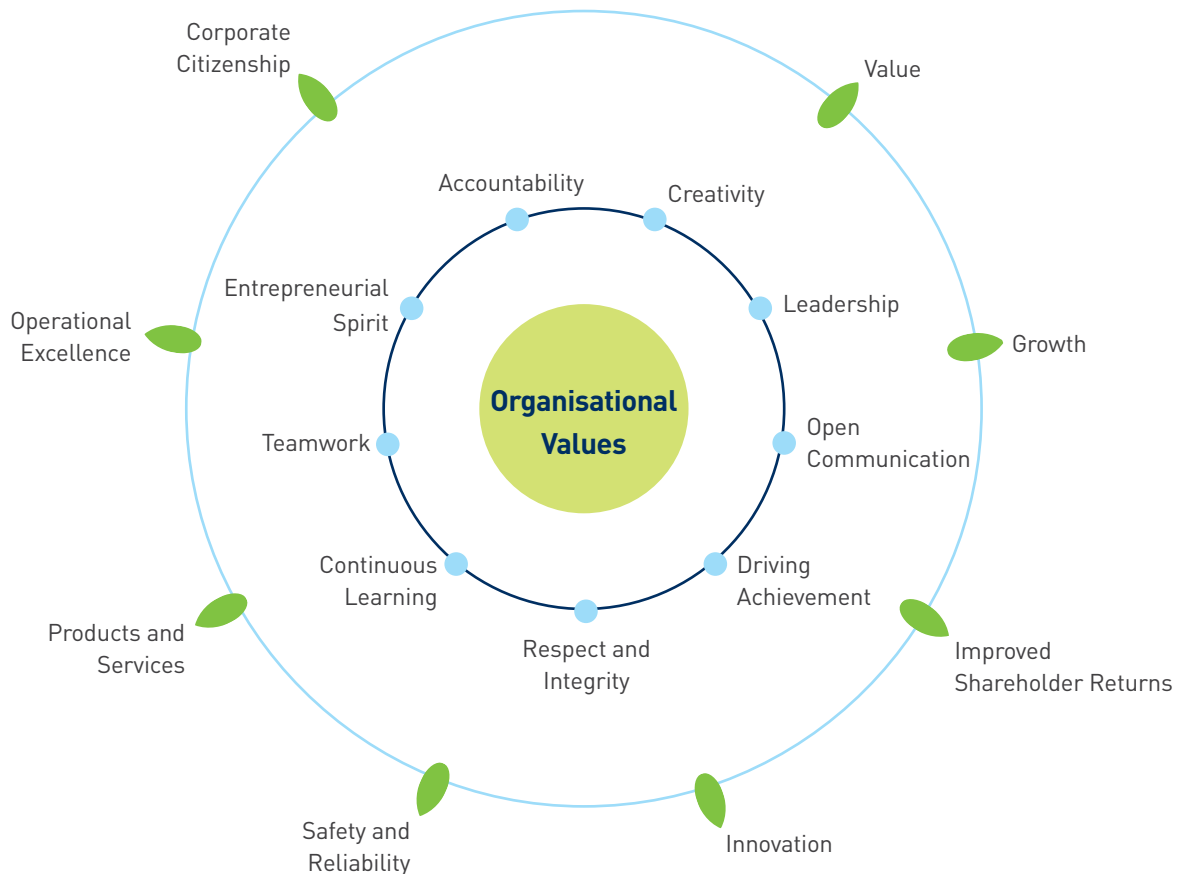 Corporate
Citizenship
Value
Accountability
Creativity
Entrepreneurial
Spirit
Leadership
Operational
Excellence
Growth
Organisational
Values
Teamwork
Open
Communication
Continuous
Learning
Driving
Achievement
Products and
Services
Respect and
Integrity
Improved
Shareholder Returns
Safety and
Reliability
Innovation